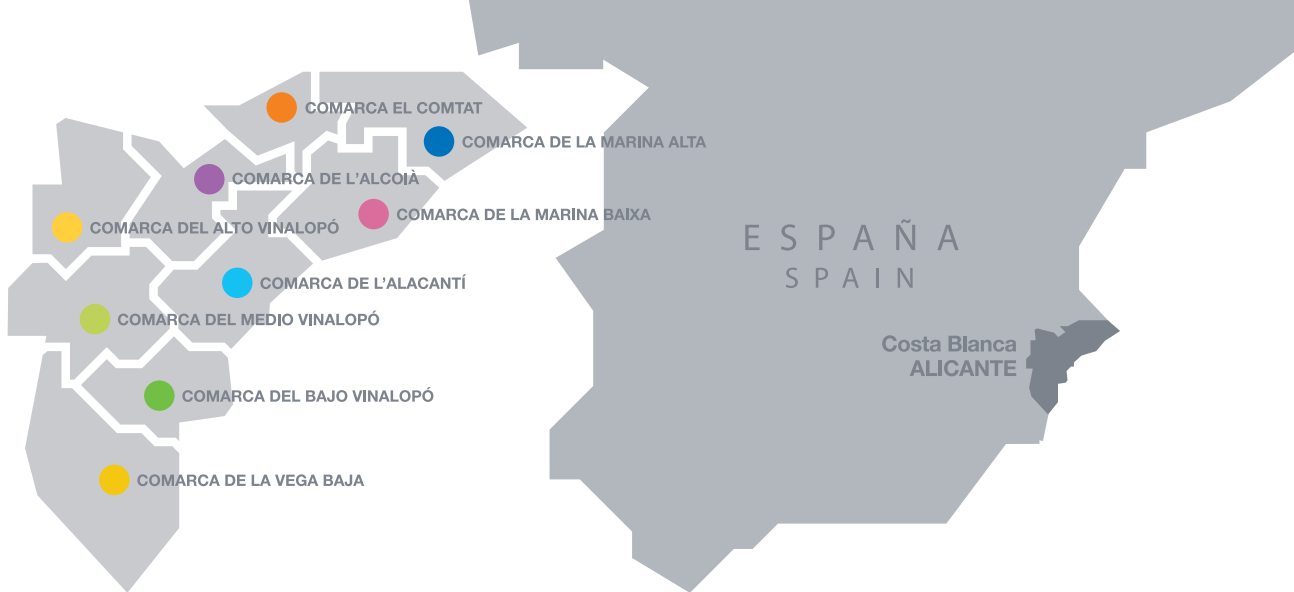 COMARCA EL COMTAT
COMARCA DE LA MARINA ALTA
COMARCA DE L'ALCOIÀ
COMARCA DE LA MARINA BAIXA
COMARCA DEL ALTO VINALOPÓ
COMARCA DE L'ALACANTÍ
COMARCA DEL MEDIO VINALOPÓ
COMARCA DEL BAJO VINALOPÓ
COMARCA DE LA VEGA BAJA
ESPAÑA
SPAIN
Costa Blanca
ALICANTE